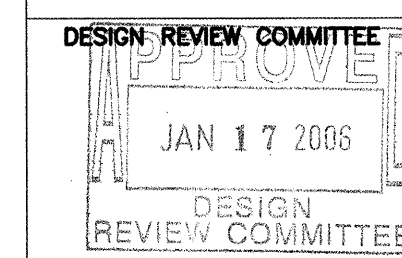 DESIGN REVIEW COMMITTEE
APPROVED
JAN 17 2006
DESIGN
REVIEW COMMITTEE